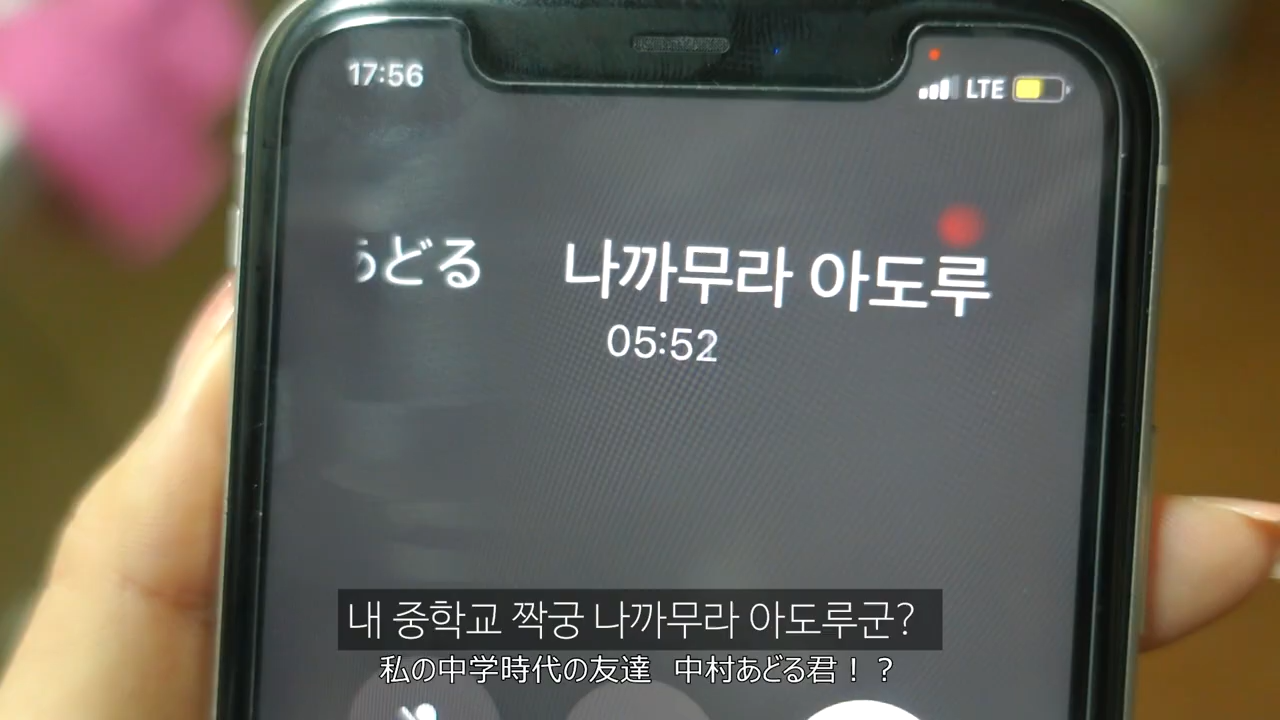 17:56
LTE
あどる 나까무라 아도루
05:52
내 중학교 짝궁 나까무라 아도루군?
私の中学時代の友達 中村あどる君！？